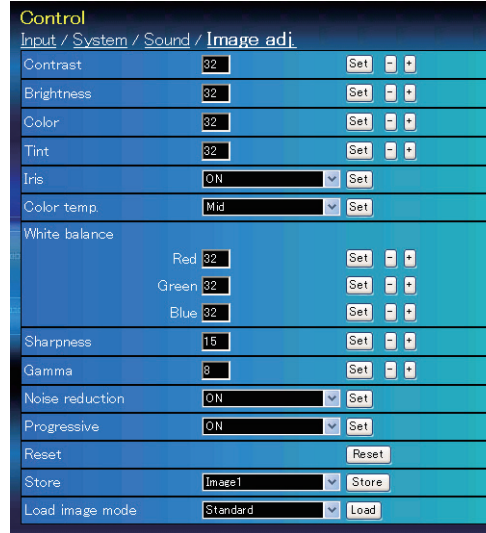 Control
Input / System / Sound / Image adj.
Contrast 32 Set - +
Brightness 32 Set - +
Color 32 Set - +
Tint 32 Set - +
Iris ON Set
Color temp. Mid Set
White balance
Red 32 Set - +
Green 32 Set - +
Blue 32 Set - +
Sharpness 15 Set - +
Gamma 8 Set - +
Noise reduction ON Set
Progressive ON Set
Reset Reset
Store Image1 Store
Load image mode Standard Load